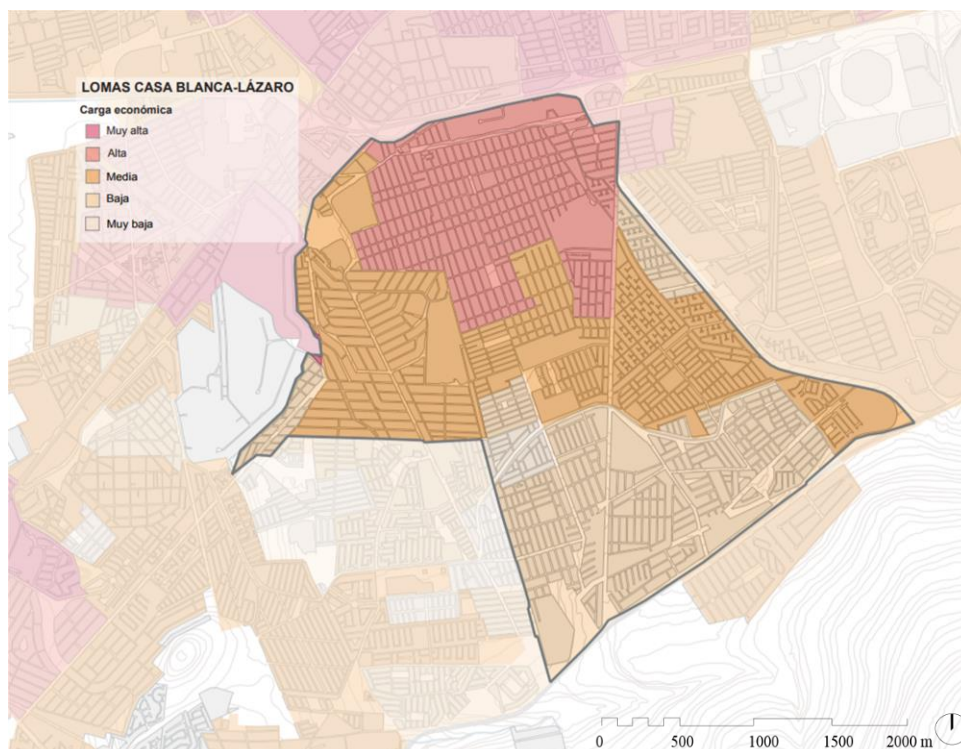 LOMAS CASA BLANCA-LÁZARO
Carga económica
Muy alta
Alta
Media
Baja
Muy baja
0 500 1000 1500 2000 m